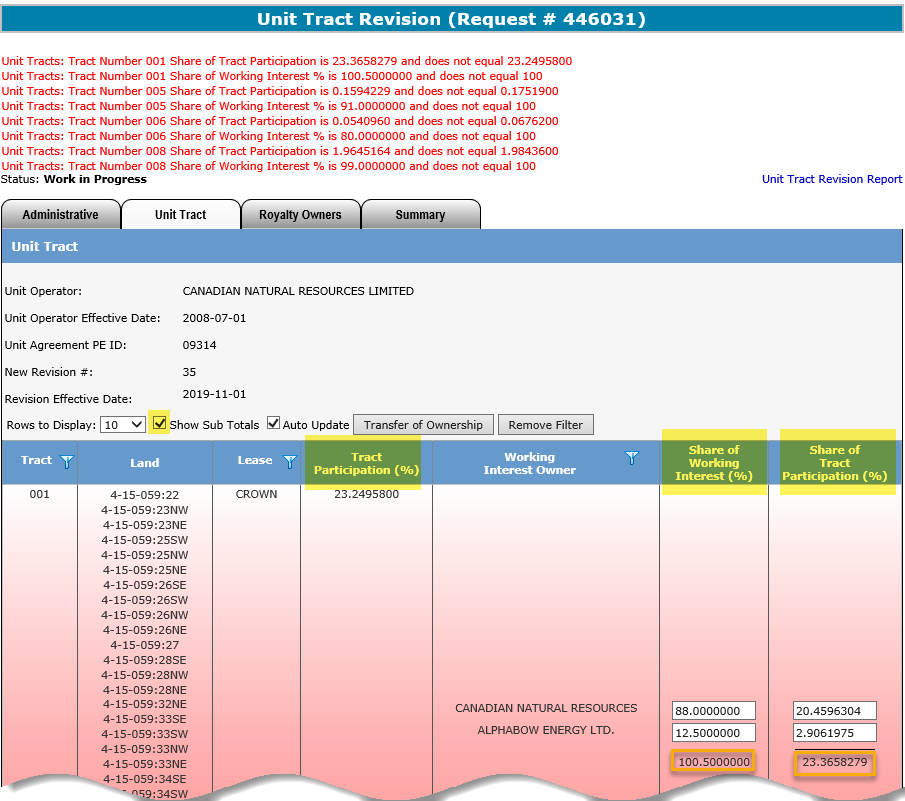 Unit Tract Revision (Request # 446031)
Unit Tracts: Tract Number 001 Share of Tract Participation is 23.3658279 and does not equal 23.2495800
Unit Tracts: Tract Number 001 Share of Working Interest % is 100.5000000 and does not equal 100
Unit Tracts: Tract Number 005 Share of Tract Participation is 0.1594229 and does not equal 0.1751900
Unit Tracts: Tract Number 005 Share of Working Interest % is 91.0000000 and does not equal 100
Unit Tracts: Tract Number 006 Share of Tract Participation is 0.0540960 and does not equal 0.0676200
Unit Tracts: Tract Number 006 Share of Working Interest % is 80.0000000 and does not equal 100
Unit Tracts: Tract Number 008 Share of Tract Participation is 1.9645164 and does not equal 1.9843600
Unit Tracts: Tract Number 008 Share of Working Interest % is 99.0000000 and does not equal 100
Status: Work in Progress Unit Tract Revision Report
Administrative Unit Tract Royalty Owners Summary
Unit Tract
Unit Operator: CANADIAN NATURAL RESOURCES LIMITED
Unit Operator Effective Date: 2008-07-01
Unit Agreement PE ID: 09314
New Revision #: 35
Revision Effective Date: 2019-11-01
Rows to Display: 10 Show Sub Totals Auto Update Transfer of Ownership Remove Filter
Tract Land Lease Tract Participation (%) Working Interest Owner Share of Working Interest (%) Share of Tract Participation (%)
001 4-15-059:22 CROWN 23.2495800
4-15-059:23NW
4-15-059:23NE
4-15-059:25SW
4-15-059:25NW
4-15-059:25NE
4-15-059:26SE
4-15-059:26SW
4-15-059:26NW
4-15-059:26NE
4-15-059:27
4-15-059:28SE
4-15-059:28NW
4-15-059:28NE
4-15-059:32NE CANADIAN NATURAL RESOURCES 88.0000000 20.4596304
4-15-059:33SE
4-15-059:33SW ALPHABOW ENERGY LTD. 12.5000000 2.9061975
4-15-059:33NW
4-15-059:33NE 100.5000000 23.3658279
4-15-059:34SE
059:34SW